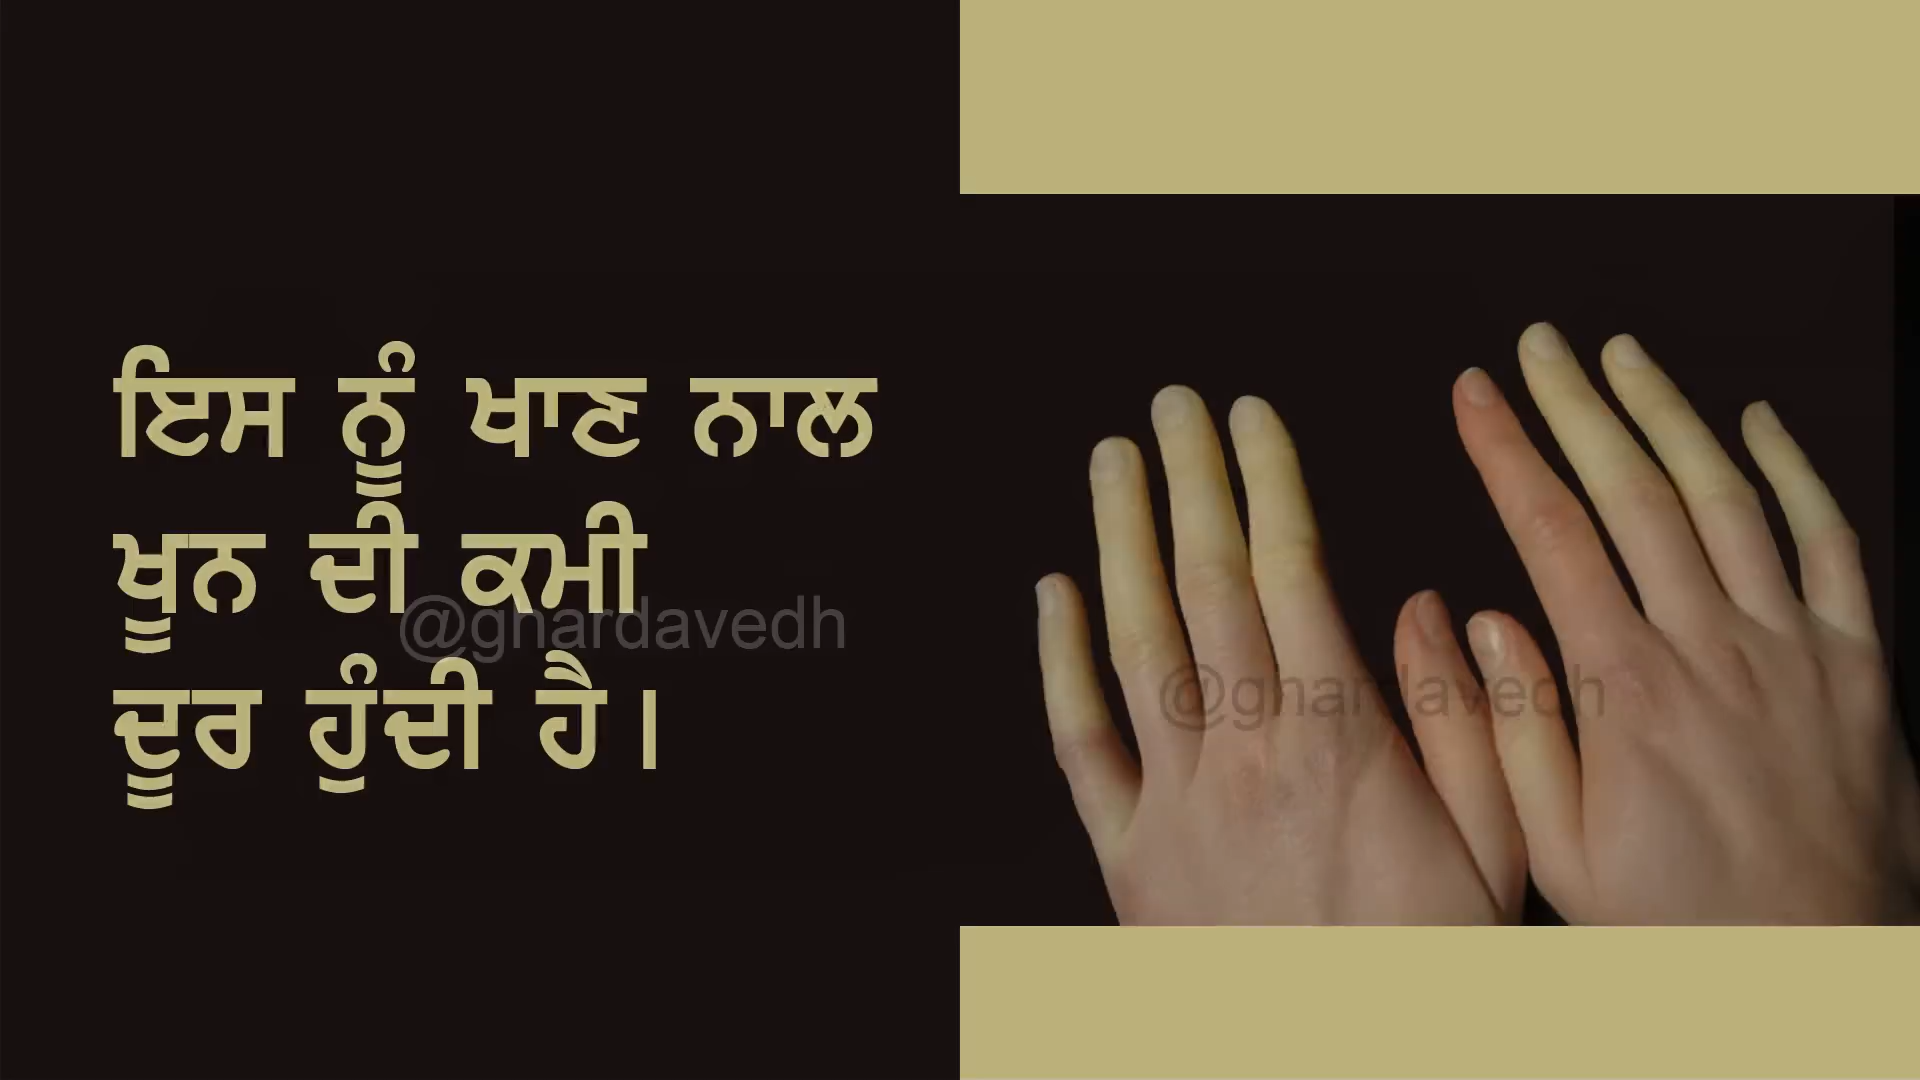 ਇਸ ਨੂੰ ਖਾਣ ਨਾਲ
ਖੂਨ ਦੀ ਕਮੀ
ਦੂਰ ਹੁੰਦੀ ਹੈ।
@ghardavedh
@ghardavedh